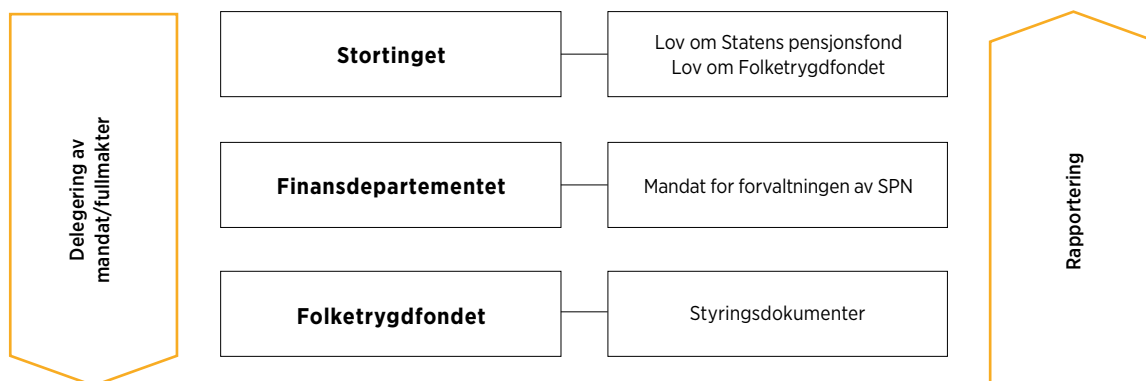 Delegering av
mandat/fullmakter
Stortinget
Lov om Statens pensjonsfond
Lov om Folketrygdfondet
Finansdepartementet
Mandat for forvaltningen av SPN
Folketrygdfondet
Styringsdokumenter
Rapportering